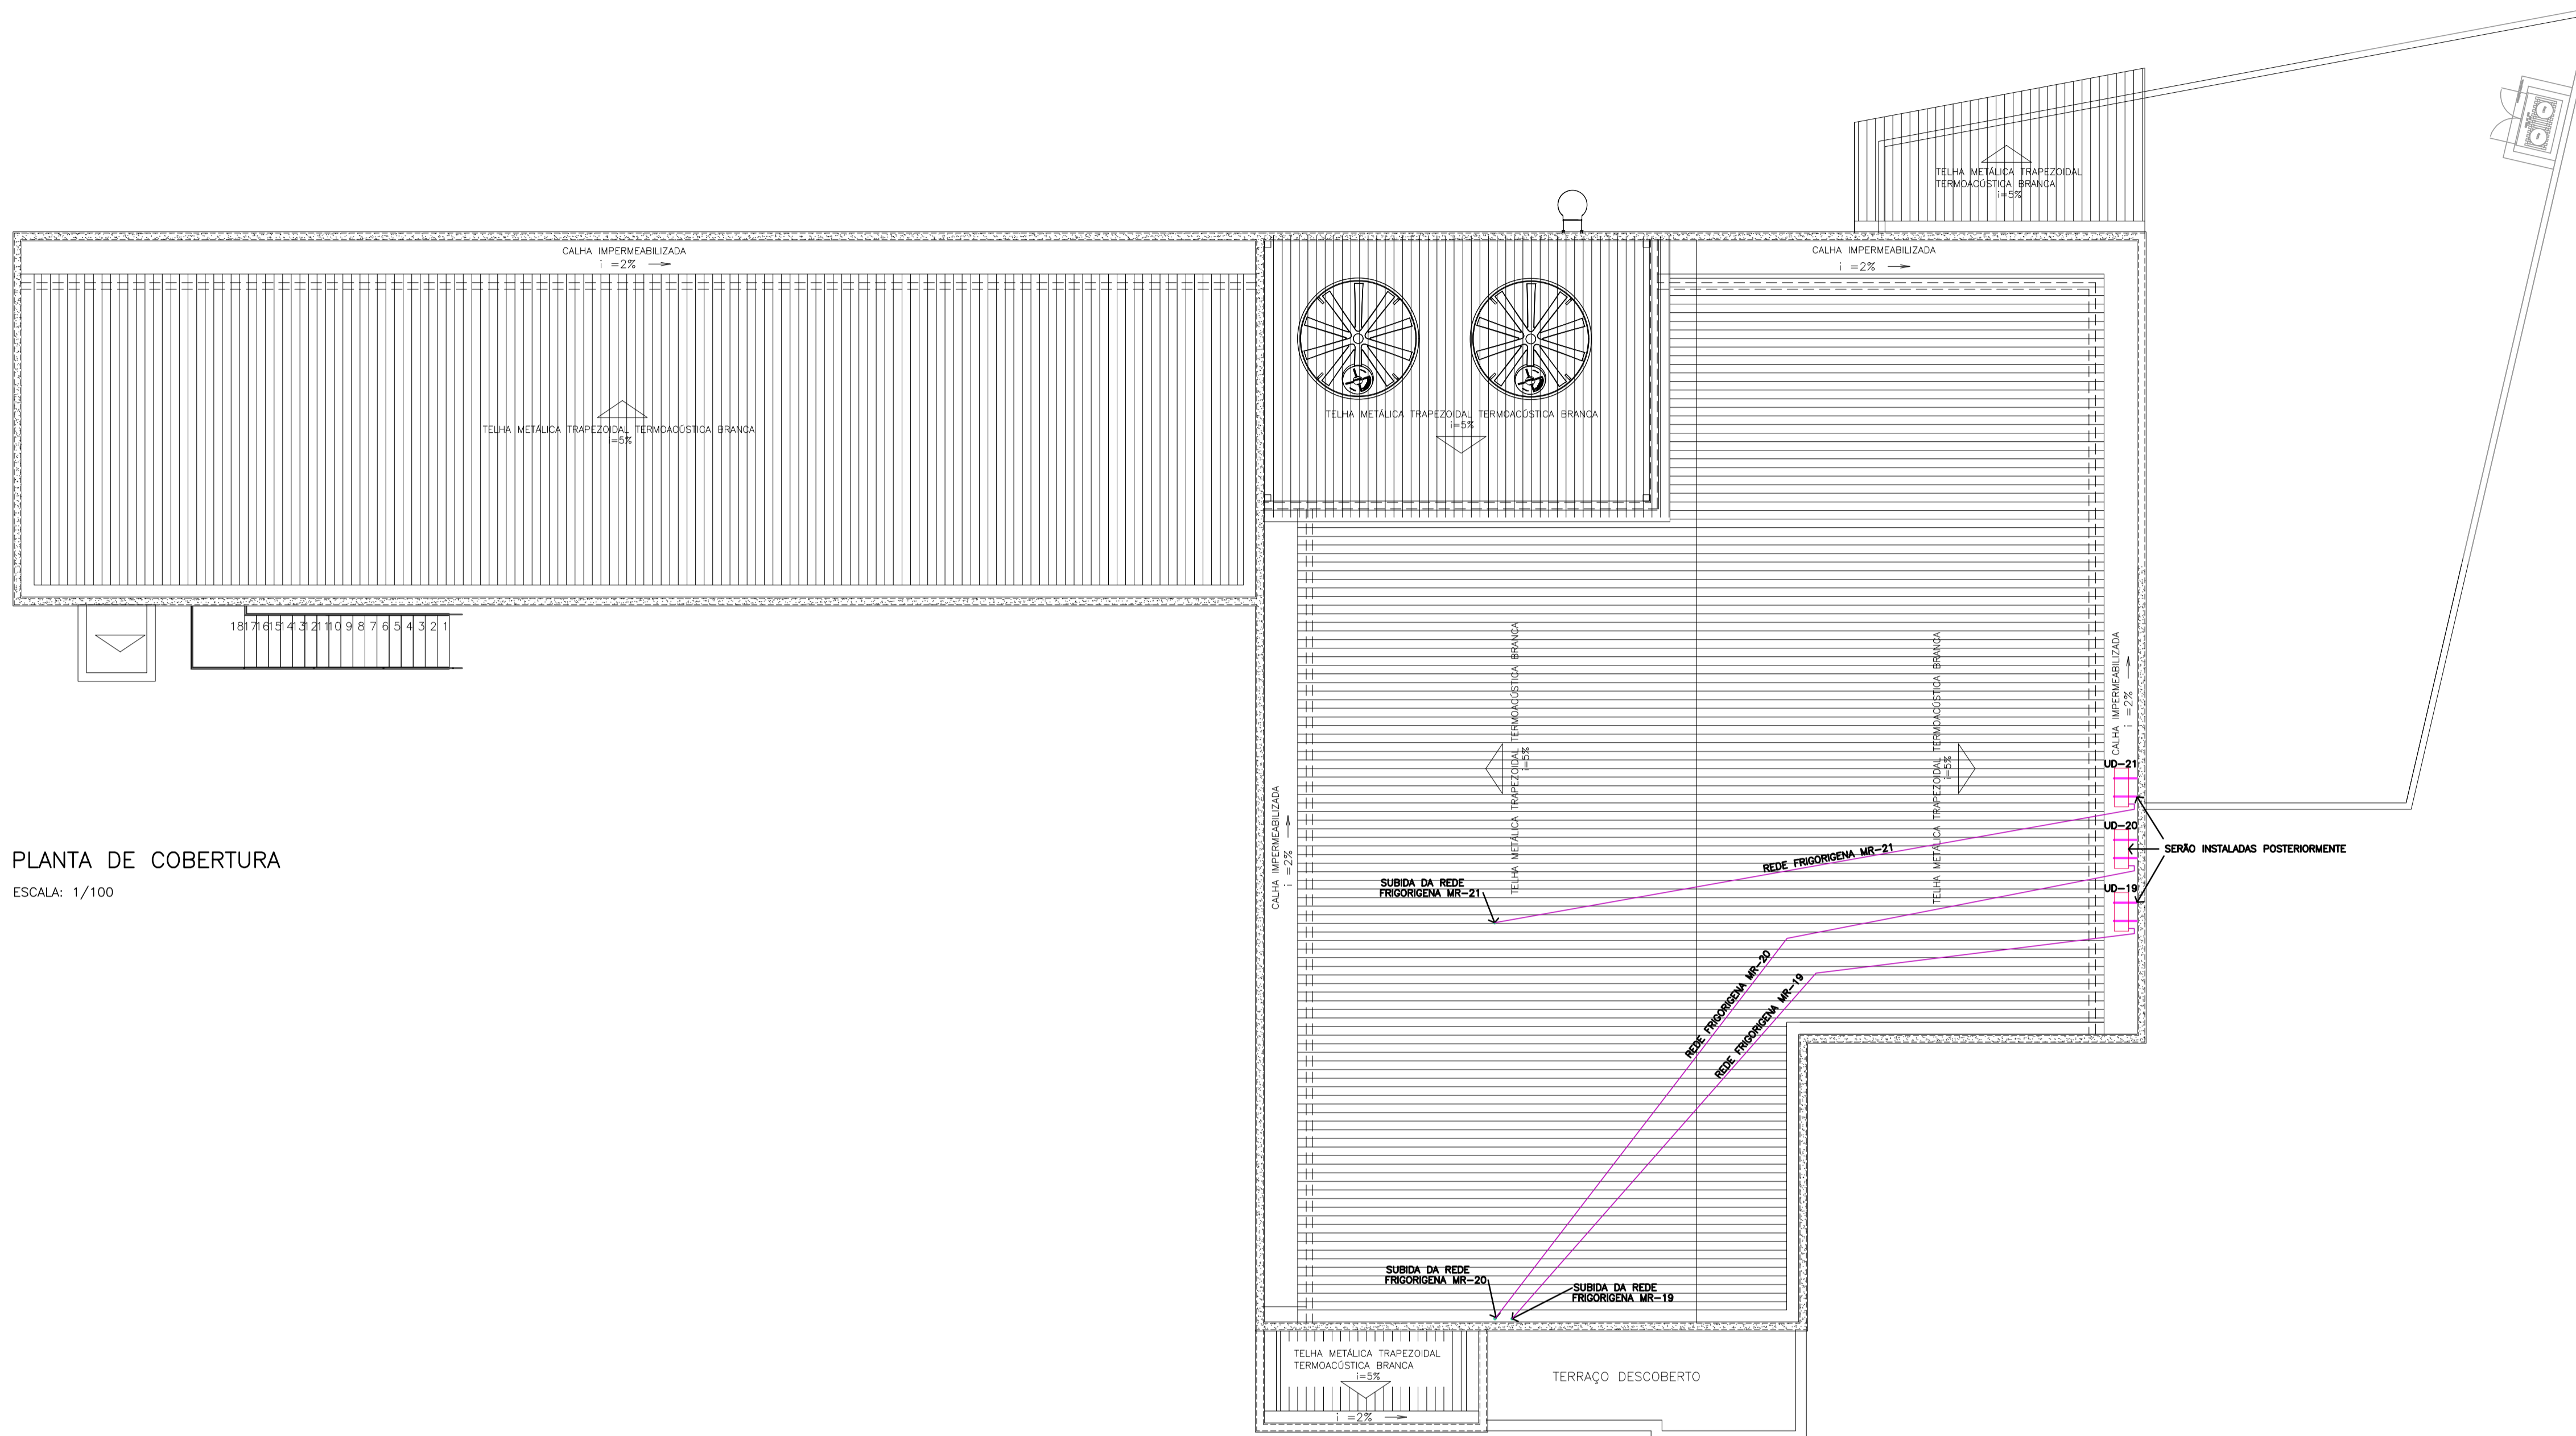 TELHA METÁLICA TRAPEZOIDAL
TERMOACÚSTICA BRANCA
i=5%
CALHA IMPERMEABILIZADA
i =2%
CALHA IMPERMEABILIZADA
i =2%
TELHA METÁLICA TRAPEZOIDAL TERMOACÚSTICA BRANCA
i=5%
TELHA METÁLICA TRAPEZOIDAL TERMOACÚSTICA BRANCA
i=5%
18 17 16 15 14 13 12 11 10 9 8 7 6 5 4 3 2 1
TELHA METÁLICA TRAPEZOIDAL TERMOACÚSTICA BRANCA
i=5%
TELHA METÁLICA TRAPEZOIDAL TERMOACÚSTICA BRANCA
i=5%
CALHA IMPERMEABILIZADA
i =2%
CALHA IMPERMEABILIZADA
i =2%
UD-21
UD-20
UD-19
SERÃO INSTALADAS POSTERIORMENTE
REDE FRIGORIGENA MR-21
SUBIDA DA REDE
FRIGORIGENA MR-21
PLANTA DE COBERTURA
ESCALA: 1/100
REDE FRIGORIGENA MR-20
REDE FRIGORIGENA MR-19
SUBIDA DA REDE
FRIGORIGENA MR-20
SUBIDA DA REDE
FRIGORIGENA MR-19
TELHA METÁLICA TRAPEZOIDAL
TERMOACÚSTICA BRANCA
i=5%
i =2%
TERRAÇO DESCOBERTO